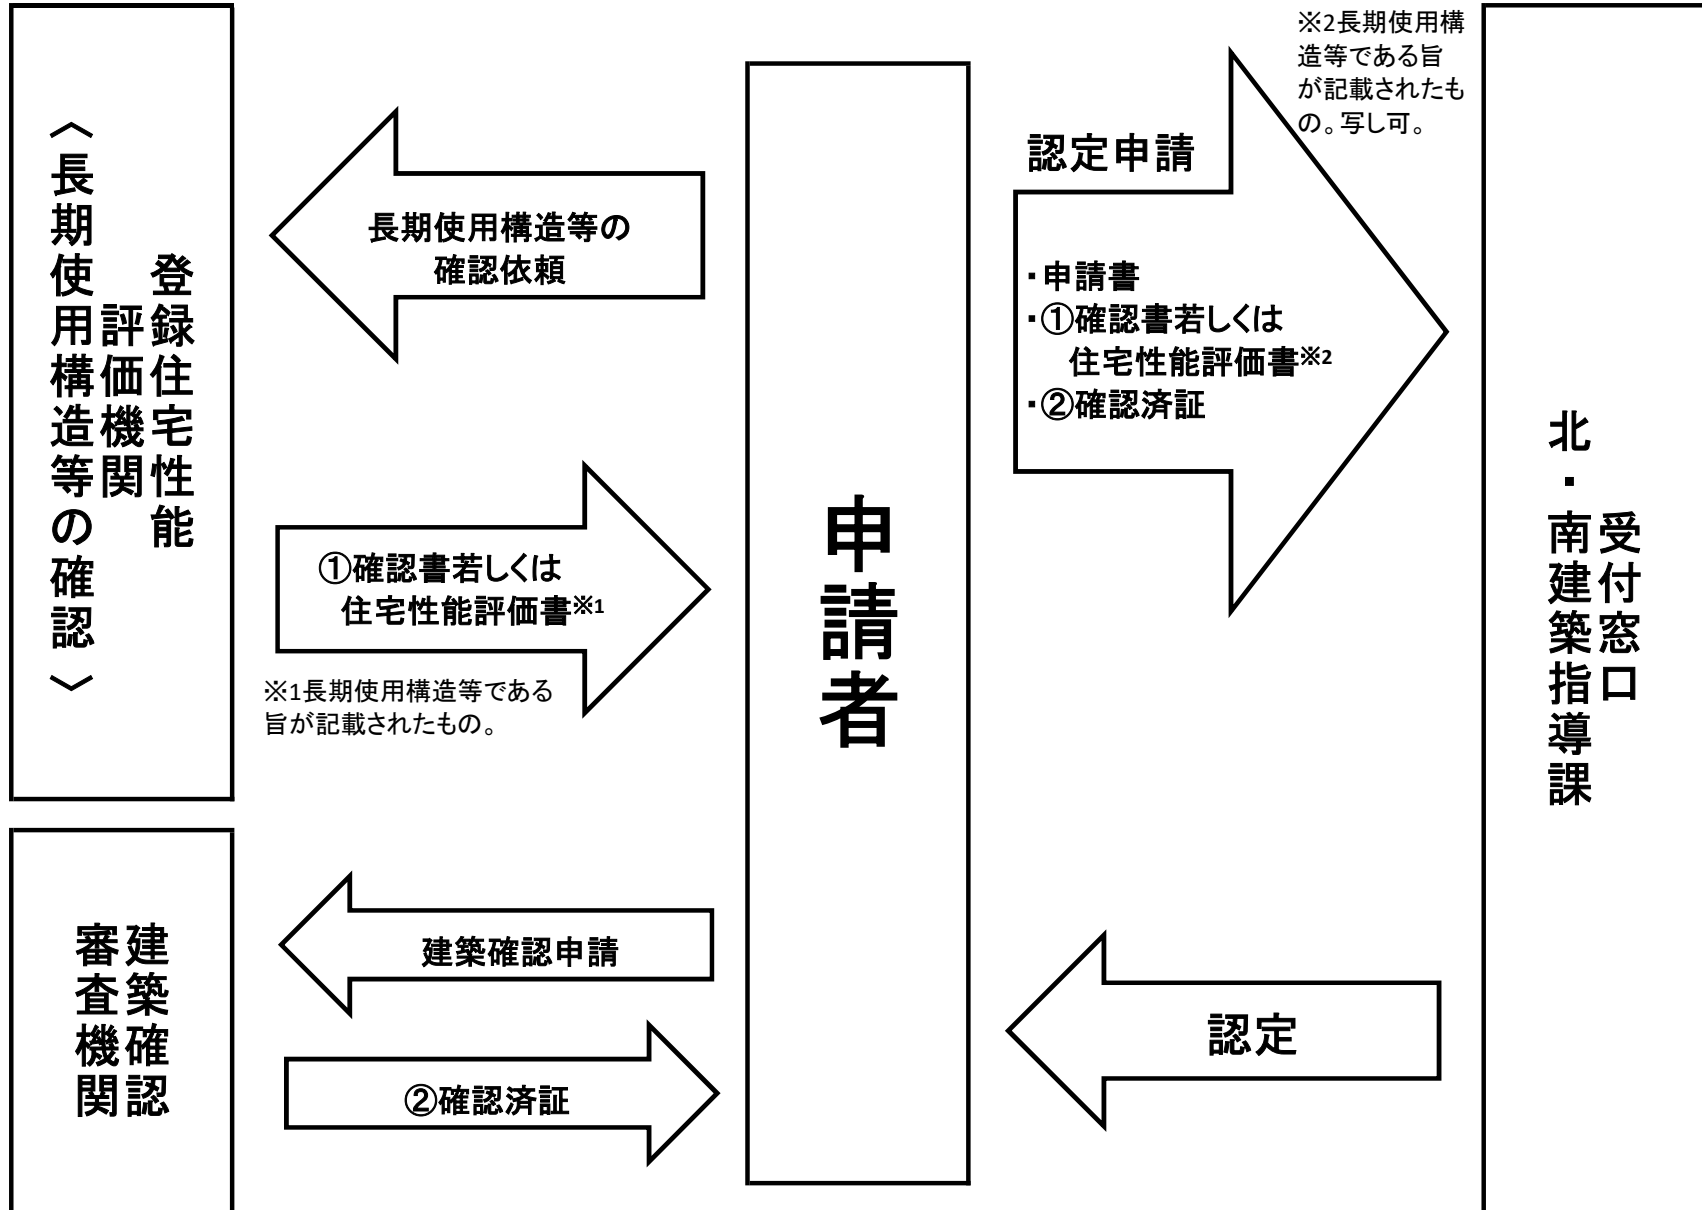 登録住宅性能
評価機関
〈長期使用構造等の確認〉
長期使用構造等の
確認依頼
①確認書若しくは
住宅性能評価書※1
※1長期使用構造等である
旨が記載されたもの。
建築確認
審査機関
建築確認申請
②確認済証
申請者
認定申請
※2長期使用構
造等である旨
が記載されたも
の。写し可。
・申請書
・①確認書若しくは
住宅性能評価書※2
・②確認済証
認定
受付窓口
北・南建築指導課